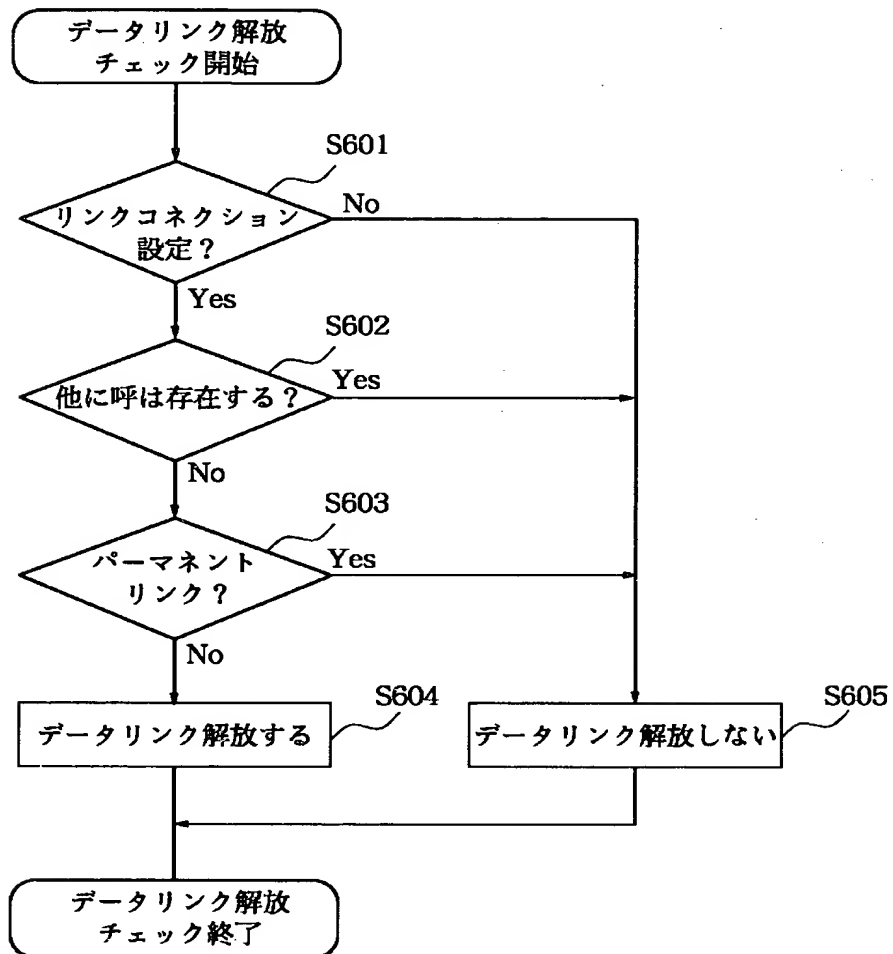 データリンク解放
チェック開始
S601
リンクコネクション
設定？
No
Yes
S602
他に呼は存在する？
Yes
No
S603
パーマネント
リンク？
Yes
No
S604
データリンク解放する
S605
データリンク解放しない
データリンク解放
チェック終了